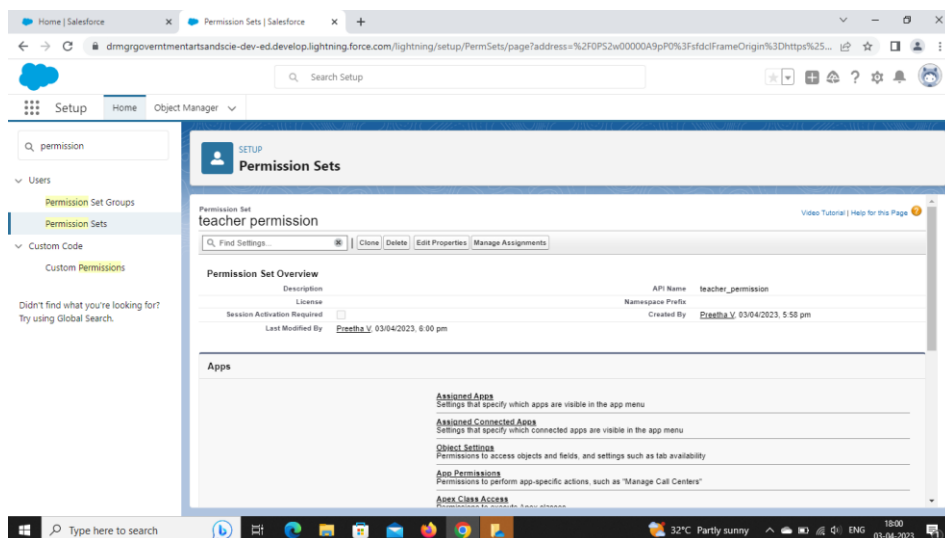 Home | Salesforce
Permission Sets | Salesforce
drmgrgoverntmentartsandscie-dev-ed.develop.lightning.force.com/lightning/setup/PermSets/page?address=%2F0PS2w00000A9pP0%3FsfdcIFrameOrigin%3Dhttps%25...
Search Setup
Setup Home Object Manager
permission
Users
Permission Set Groups
Permission Sets
Custom Code
Custom Permissions
Didn't find what you're looking for?
Try using Global Search.
SETUP
Permission Sets
Permission Set
teacher permission
Video Tutorial | Help for this Page
Find Settings... Clone Delete Edit Properties Manage Assignments
Permission Set Overview
Description API Name teacher_permission
License Namespace Prefix
Session Activation Required Created By Preetha V, 03/04/2023, 5:58 pm
Last Modified By Preetha V, 03/04/2023, 6:00 pm
Apps
Assigned Apps
Settings that specify which apps are visible in the app menu
Assigned Connected Apps
Settings that specify which connected apps are visible in the app menu
Object Settings
Permissions to access objects and fields, and settings such as tab availability
App Permissions
Permissions to perform app-specific actions, such as "Manage Call Centers"
Apex Class Access
Permissions to execute Apex classes
Type here to search
32°C Partly sunny
ENG
18:00
03-04-2023